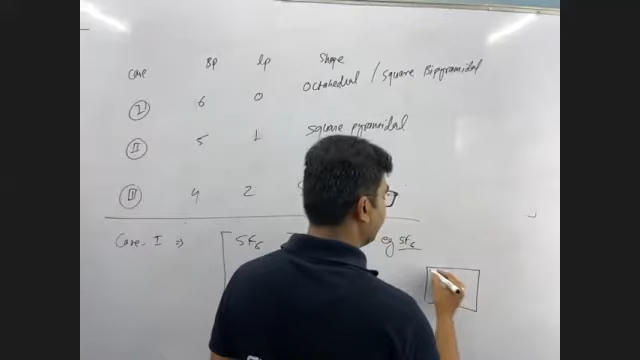 Case BP lp Shape
I 6 0 Octahedral / Square Bipyramidal
II 5 1 Square pyramidal
III 4 2
Case - I ⇒ SF6 eg SF6